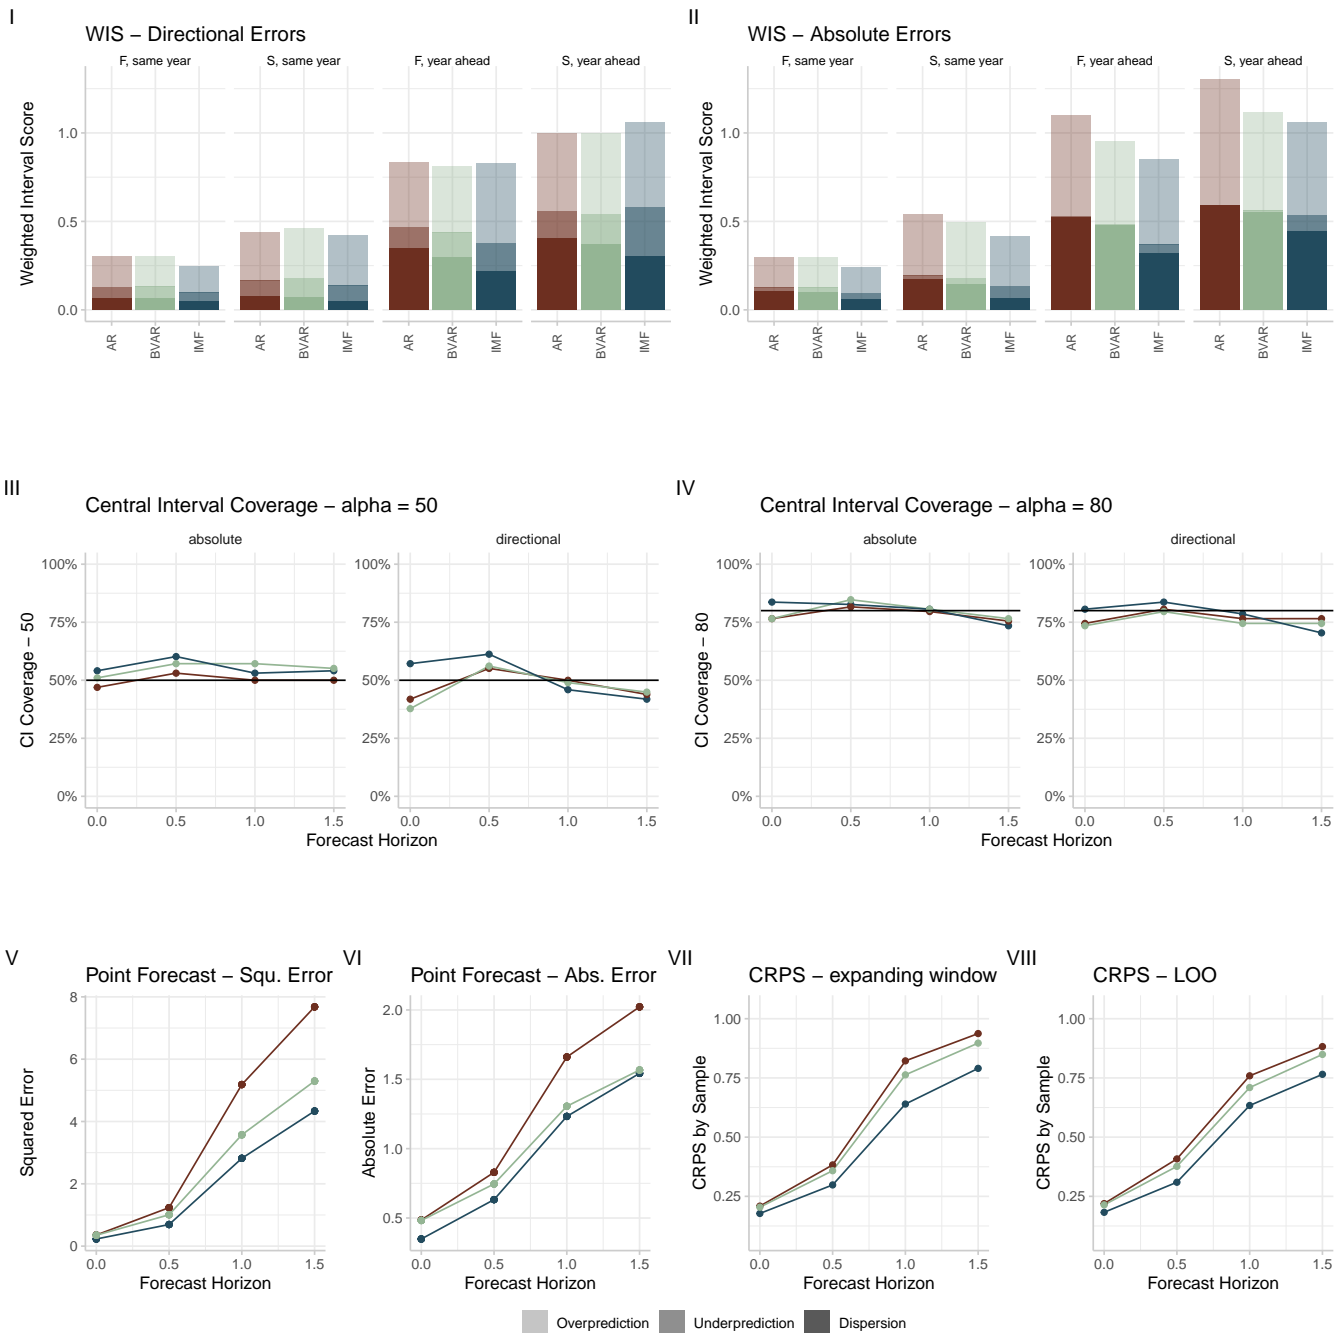 I
WIS – Directional Errors
F, same year
S, same year
F, year ahead
S, year ahead
Weighted Interval Score
1.0
0.5
0.0
AR
BVAR
IMF
AR
BVAR
IMF
AR
BVAR
IMF
AR
BVAR
IMF
II
WIS – Absolute Errors
F, same year
S, same year
F, year ahead
S, year ahead
Weighted Interval Score
1.0
0.5
0.0
AR
BVAR
IMF
AR
BVAR
IMF
AR
BVAR
IMF
AR
BVAR
IMF
III
Central Interval Coverage – alpha = 50
absolute
directional
CI Coverage – 50
100%
75%
50%
25%
0%
100%
75%
50%
25%
0%
0.0 0.5 1.0 1.5
0.0 0.5 1.0 1.5
Forecast Horizon
IV
Central Interval Coverage – alpha = 80
absolute
directional
CI Coverage – 80
100%
75%
50%
25%
0%
100%
75%
50%
25%
0%
0.0 0.5 1.0 1.5
0.0 0.5 1.0 1.5
Forecast Horizon
V
Point Forecast – Squ. Error
Squared Error
8
6
4
2
0
0.0 0.5 1.0 1.5
Forecast Horizon
VI
Point Forecast – Abs. Error
Absolute Error
2.0
1.5
1.0
0.5
0.0 0.5 1.0 1.5
Forecast Horizon
VII
CRPS – expanding window
CRPS by Sample
1.00
0.75
0.50
0.25
0.0 0.5 1.0 1.5
Forecast Horizon
VIII
CRPS – LOO
CRPS by Sample
1.00
0.75
0.50
0.25
0.0 0.5 1.0 1.5
Forecast Horizon
Overprediction Underprediction Dispersion